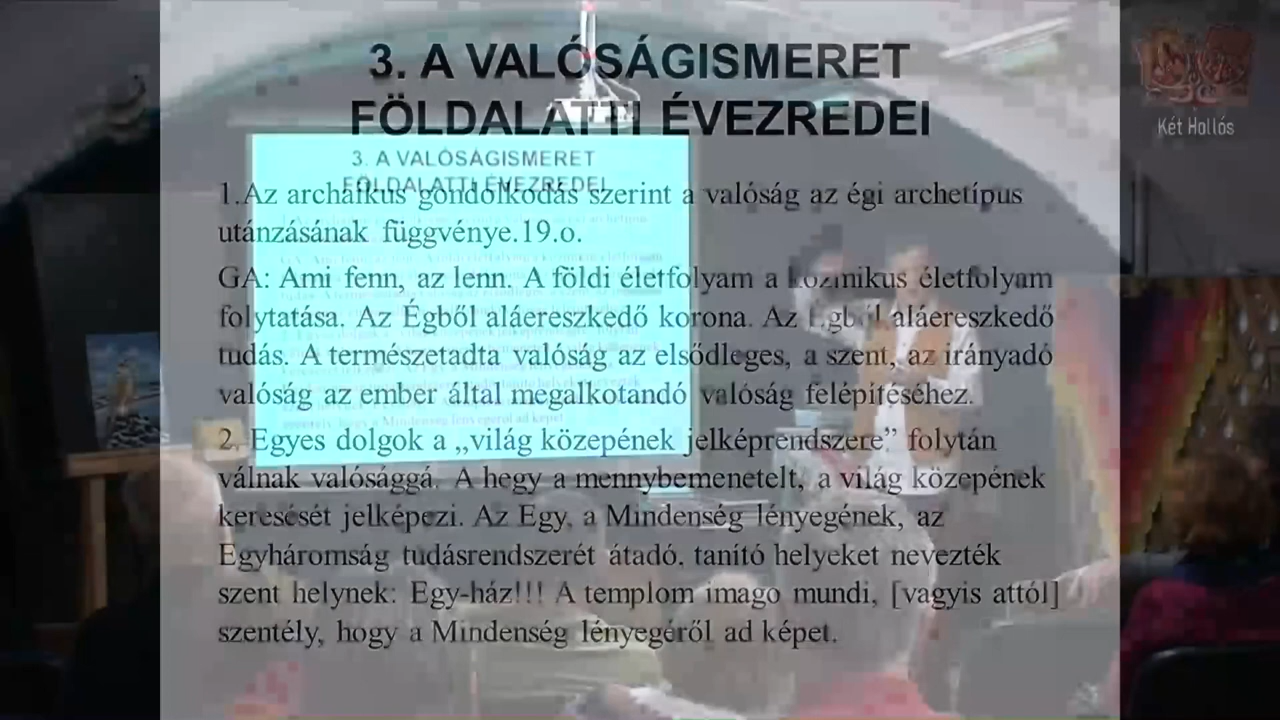 3. A VALÓSÁGISMERET
FÖLDALATTI ÉVEZREDEI
Két Hollós
3. A VALÓSÁGISMERET
FÖLDALATTI ÉVEZREDEI
1.Az archaikus gondolkodás szerint a valóság az égi archetípus
utánzásának függvénye.19.o.
GA: Ami fenn, az lenn. A földi életfolyam a kozmikus életfolyam
folytatása. Az Égből aláereszkedő korona. Az Égből aláereszkedő
tudás. A természetadta valóság az elsődleges, a szent, az irányadó
valóság az ember által megalkotandó valóság felépítéséhez.
2. Egyes dolgok a „világ közepének jelképrendszere” folytán
válnak valósággá. A hegy a mennybemenetelt, a világ közepének
keresését jelképezi. Az Egy, a Mindenség lényegének, az
Egyháromság tudásrendszerét átadó, tanító helyeket nevezték
szent helynek: Egy-ház!!! A templom imago mundi, [vagyis attól]
szentély, hogy a Mindenség lényegéről ad képet.